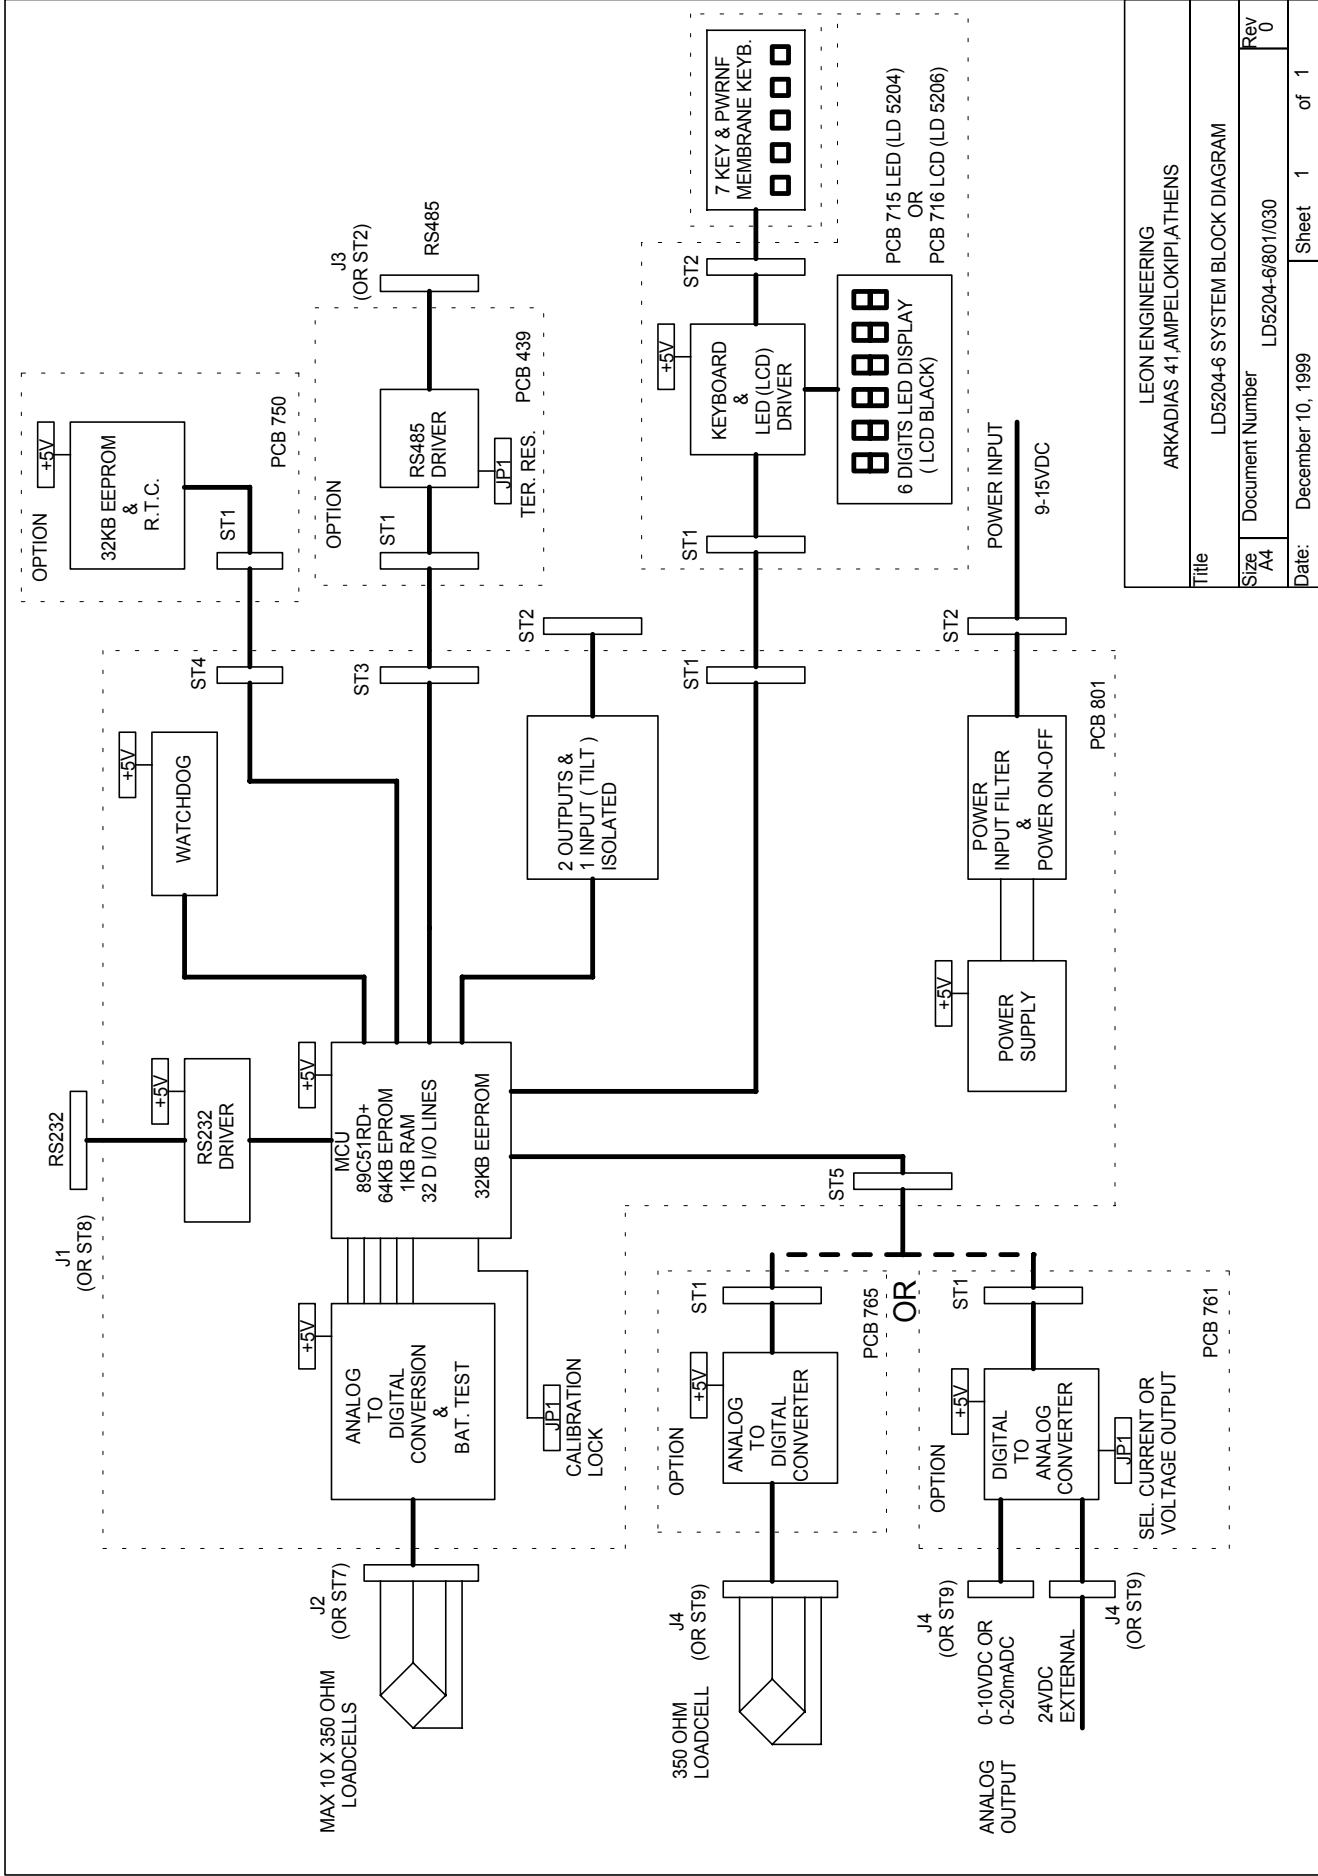 J1
(OR ST8)
RS232
+5V
RS232
DRIVER
+5V
WATCHDOG
ST4
OPTION
+5V
32KB EEPROM
&
R.T.C.
ST1
PCB 750
MAX 10 X 350 OHM
LOADCELLS
J2
(OR ST7)
+5V
ANALOG
TO
DIGITAL
CONVERSION
&
BAT. TEST
+5V
MCU
89C51RD+
64KB EPROM
1KB RAM
32 D I/O LINES
32KB EEPROM
JP1
CALIBRATION
LOCK
ST3
OPTION
ST1
RS485
DRIVER
JP1
TER. RES.
PCB 439
J3
(OR ST2)
RS485
2 OUTPUTS &
1 INPUT ( TILT )
ISOLATED
ST2
350 OHM
LOADCELL
J4
(OR ST9)
OPTION
+5V
ANALOG
TO
DIGITAL
CONVERTER
ST1
PCB 765
OR
ST5
ST1
ST1
+5V
KEYBOARD
&
LED (LCD)
DRIVER
ST2
7 KEY & PWRNF
MEMBRANE KEYB.
6 DIGITS LED DISPLAY
( LCD BLACK)
PCB 715 LED (LD 5204)
OR
PCB 716 LCD (LD 5206)
ANALOG
OUTPUT
0-10VDC OR
0-20mADC
J4
(OR ST9)
24VDC
EXTERNAL
J4
(OR ST9)
OPTION
+5V
DIGITAL
TO
ANALOG
CONVERTER
JP1
SEL. CURRENT OR
VOLTAGE OUTPUT
ST1
PCB 761
+5V
POWER
SUPPLY
POWER
INPUT FILTER
&
POWER ON-OFF
PCB 801
ST2
POWER INPUT
9-15VDC
LEON ENGINEERING
ARKADIAS 41,AMPELOKIPI,ATHENS
Title
LD5204-6 SYSTEM BLOCK DIAGRAM
Size Document Number Rev
A4 LD5204-6/801/030 0
Date: December 10, 1999 Sheet 1 of 1